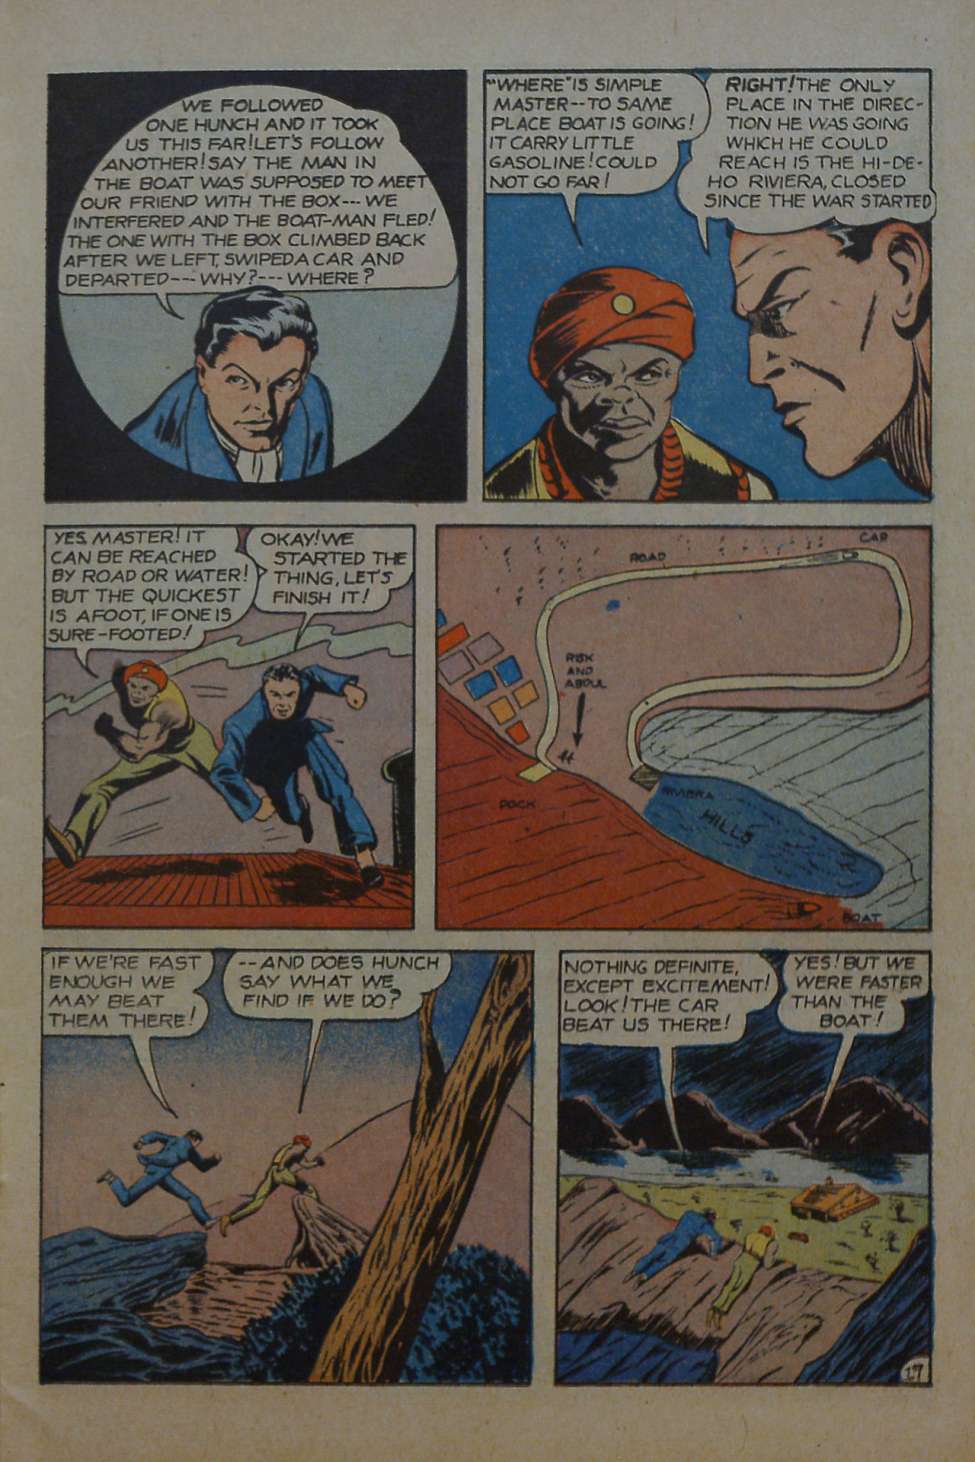 WE FOLLOWED
ONE HUNCH AND IT TOOK
US THIS FAR! LET'S FOLLOW
ANOTHER! SAY THE MAN IN
THE BOAT WAS SUPPOSED TO MEET
OUR FRIEND WITH THE BOX--- WE
INTERFERED AND THE BOAT-MAN FLED!
THE ONE WITH THE BOX CLIMBED BACK
AFTER WE LEFT, SWIPED A CAR AND
DEPARTED--- WHY?--- WHERE?
"WHERE" IS SIMPLE
MASTER-- TO SAME
PLACE BOAT IS GOING!
IT CARRY LITTLE
GASOLINE! COULD
NOT GO FAR!
RIGHT! THE ONLY
PLACE IN THE DIREC-
TION HE WAS GOING
WHCH HE COULD
REACH IS THE HI-DE-
HO RIVIERA, CLOSED
SINCE THE WAR STARTED
YES, MASTER! IT
CAN BE REACHED
BY ROAD OR WATER!
BUT THE QUICKEST
IS AFOOT, IF ONE IS
SURE-FOOTED!
OKAY! WE
STARTED THE
THING, LET'S
FINISH IT!
CAR
ROAD
RISK
AND
ABDUL
DOCK
RIVIERA
HILLS
BOAT
IF WE'RE FAST
ENOUGH WE
MAY BEAT
THEM THERE!
--AND DOES HUNCH
SAY WHAT WE
FIND IF WE DO?
NOTHING DEFINITE,
EXCEPT EXCITEMENT!
LOOK! THE CAR
BEAT US THERE!
YES! BUT WE
WERE FASTER
THAN THE
BOAT!
17